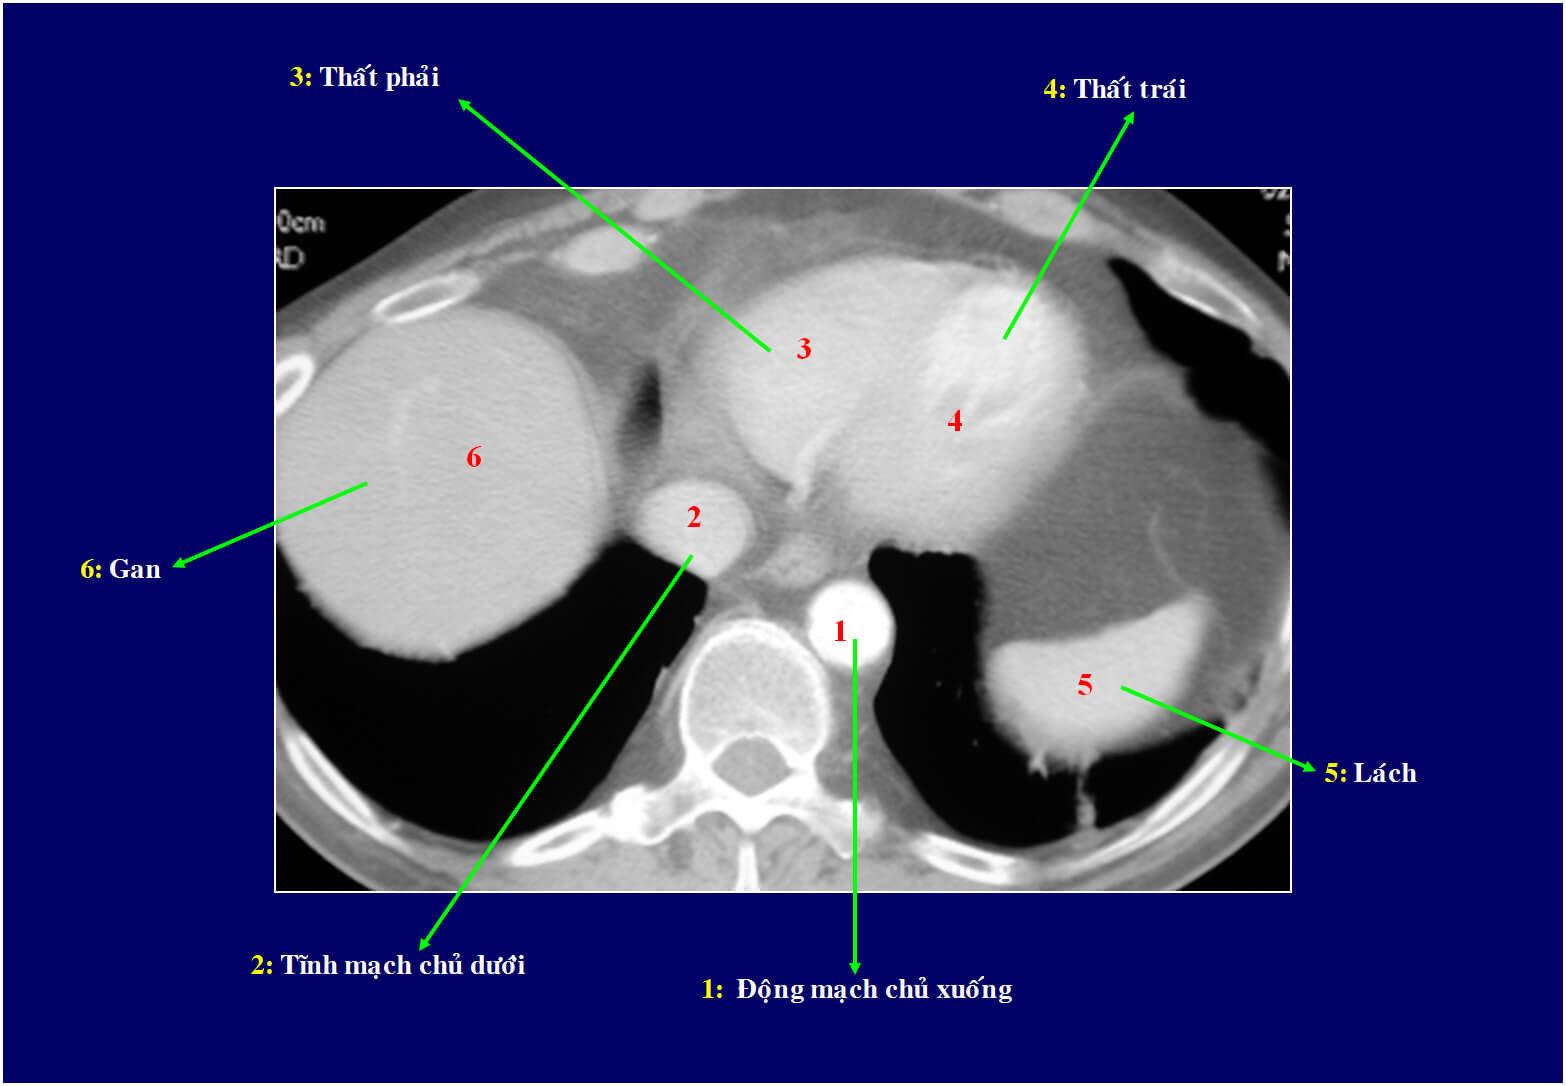 3: Thất phải
4: Thất trái
0cm
3
4
6
2
6: Gan
1
5
5: Lách
2: Tĩnh mạch chủ dưới
1: Động mạch chủ xuống